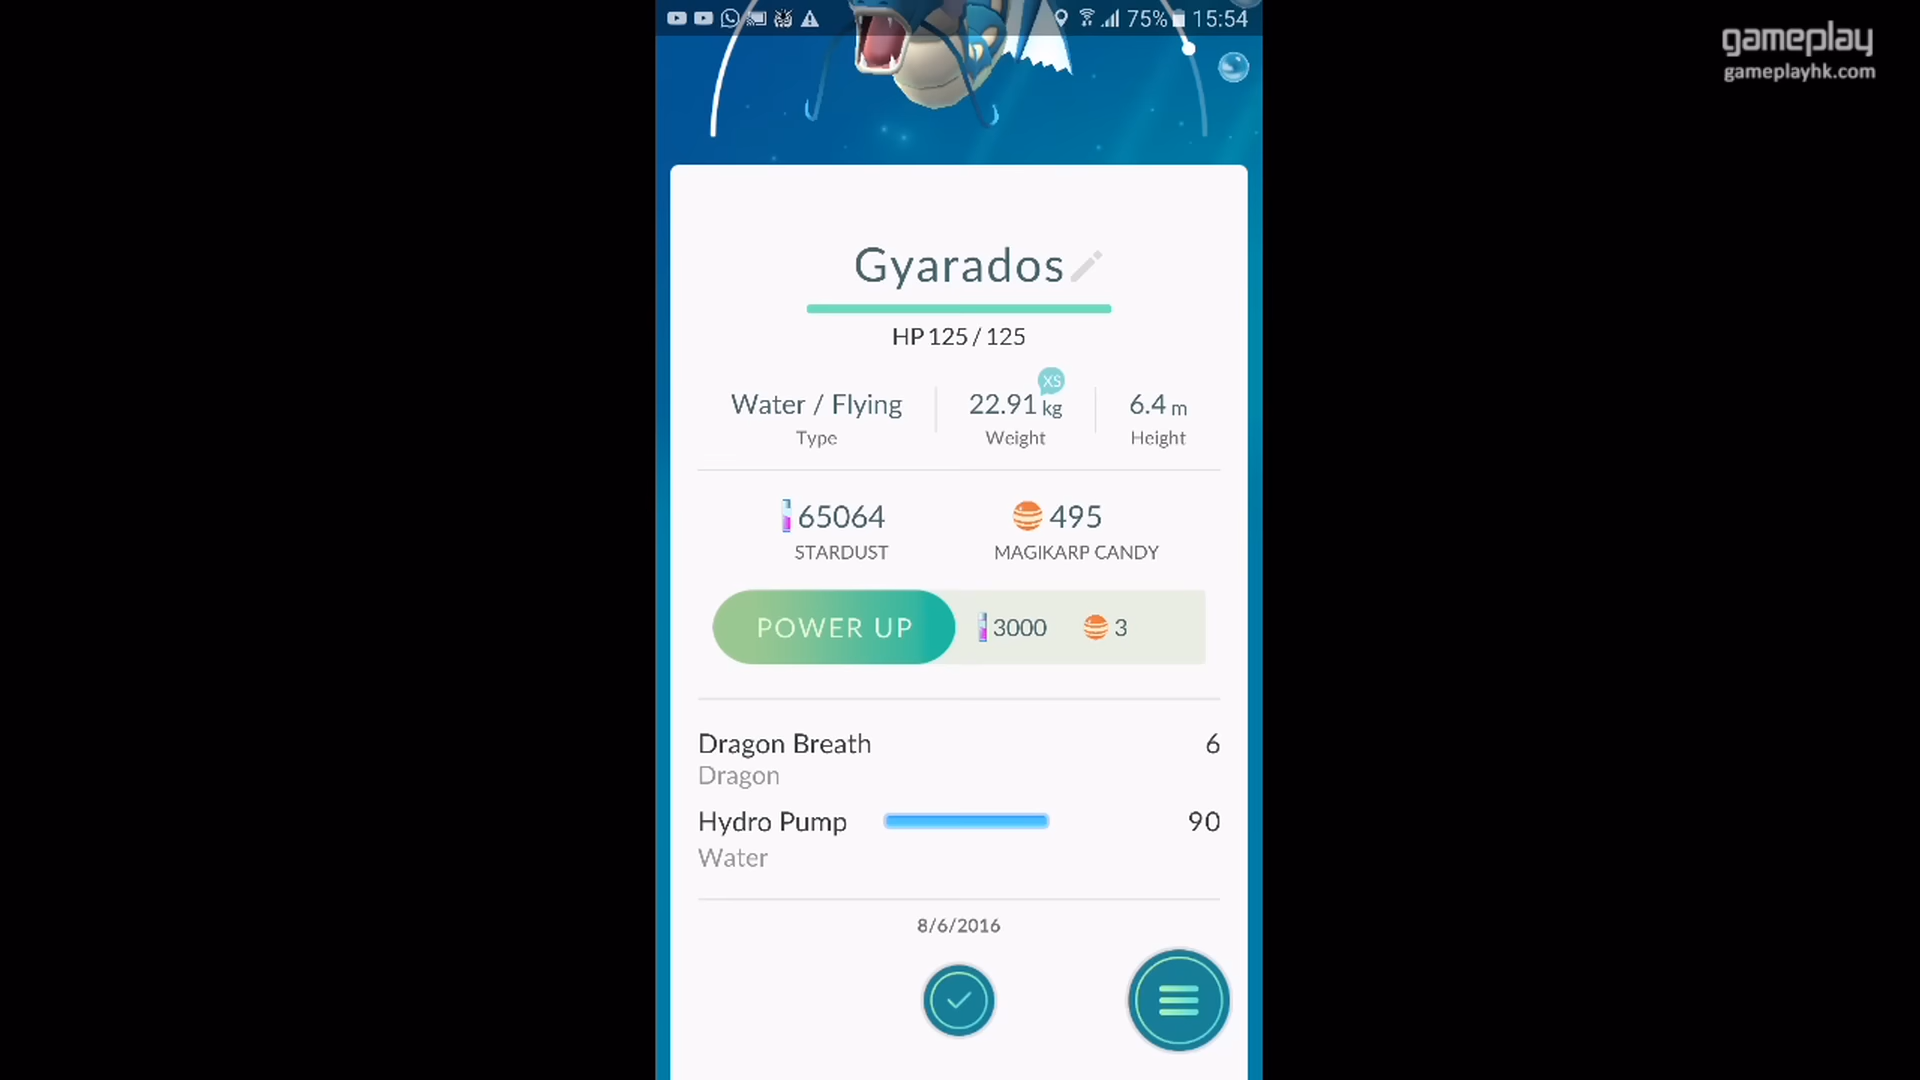 75% 15:54
gameplay
gameplayhk.com
Gyarados
HP 125 / 125
XS
Water / Flying 22.91 kg 6.4 m
Type Weight Height
65064 495
STARDUST MAGIKARP CANDY
POWER UP 3000 3
Dragon Breath 6
Dragon
Hydro Pump 90
Water
8/6/2016